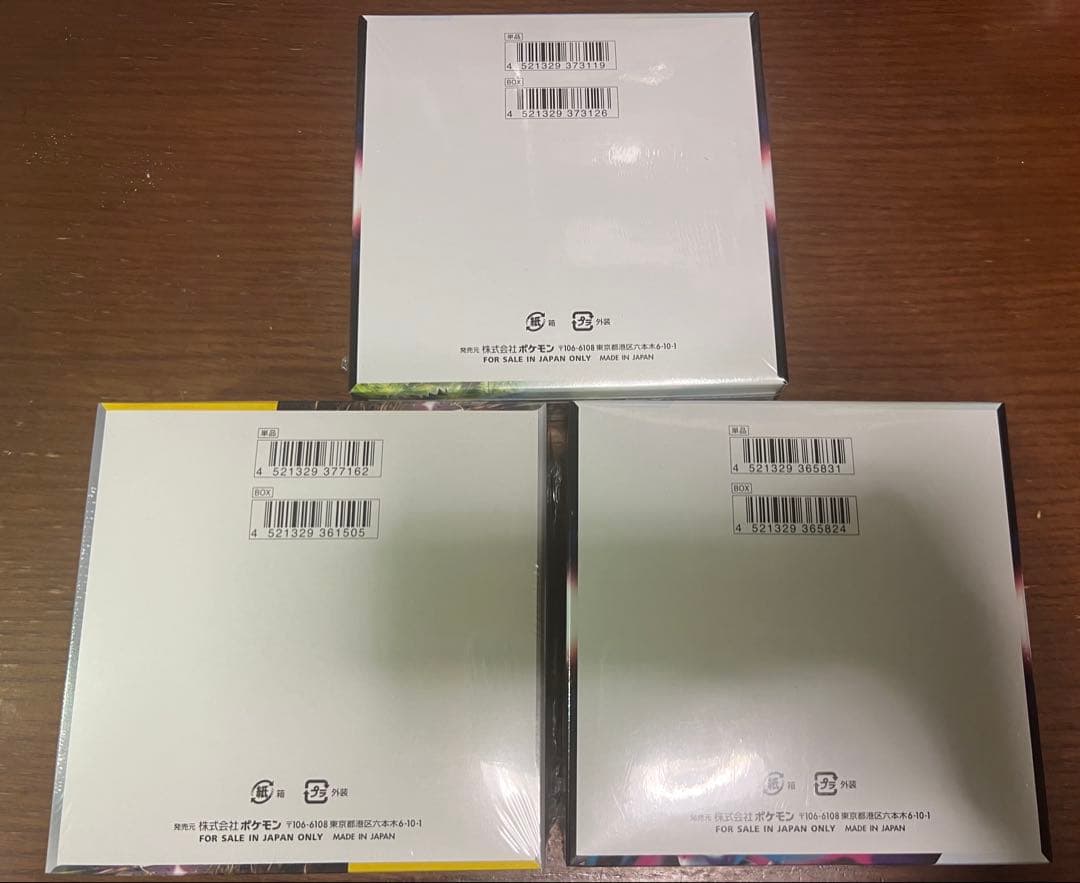 単品
4 521329 373119
BOX
4 521329 373126
紙 箱 プラ 外装
発売元 株式会社ポケモン 〒106-6108 東京都港区六本木6-10-1
FOR SALE IN JAPAN ONLY MADE IN JAPAN
単品
4 521329 377162
BOX
4 521329 361505
紙 箱 プラ 外装
発売元 株式会社ポケモン 〒106-6108 東京都港区六本木6-10-1
FOR SALE IN JAPAN ONLY MADE IN JAPAN
単品
4 521329 365831
BOX
4 521329 365824
紙 箱 プラ 外装
発売元 株式会社ポケモン 〒106-6108 東京都港区六本木6-10-1
FOR SALE IN JAPAN ONLY MADE IN JAPAN